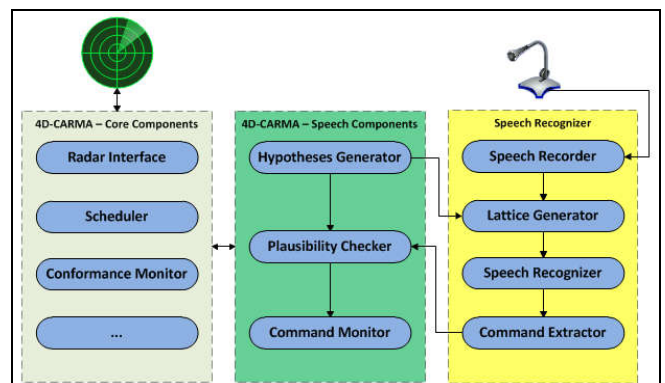 4D-CARMA – Core Components
Radar Interface
Scheduler
Conformance Monitor
...
4D-CARMA – Speech Components
Hypotheses Generator
Plausibility Checker
Command Monitor
Speech Recognizer
Speech Recorder
Lattice Generator
Speech Recognizer
Command Extractor